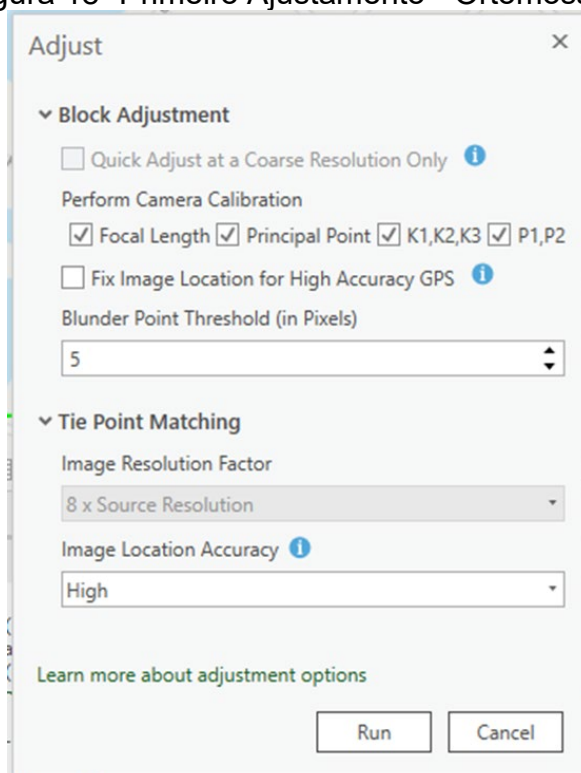 Primeiro Ajustamento
Adjust
Block Adjustment
Quick Adjust at a Coarse Resolution Only
Perform Camera Calibration
Focal Length Principal Point K1,K2,K3 P1,P2
Fix Image Location for High Accuracy GPS
Blunder Point Threshold (in Pixels)
5
Tie Point Matching
Image Resolution Factor
8 x Source Resolution
Image Location Accuracy
High
Learn more about adjustment options
Run Cancel